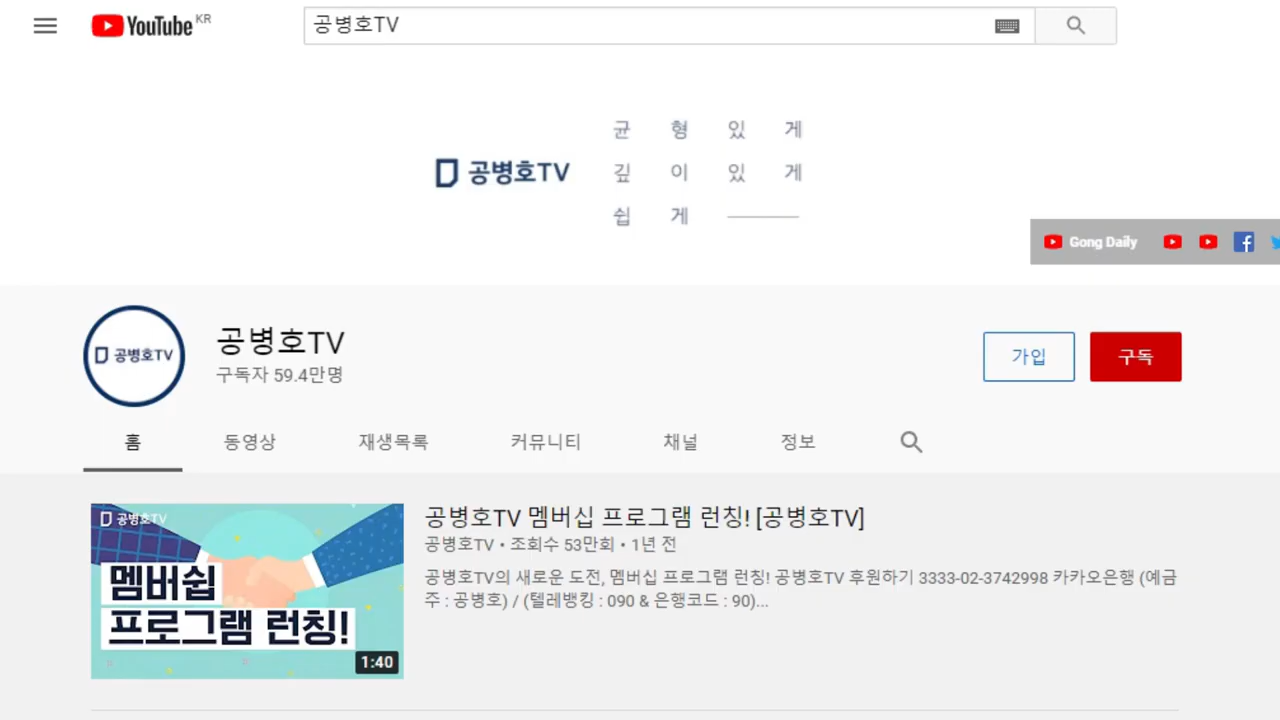 YouTube KR
공병호TV
균 형 있 게
공병호TV
깊 이 있 게
쉽 게
Gong Daily
공병호TV
공병호TV
구독자 59.4만명
가입
구독
홈
동영상
재생목록
커뮤니티
채널
정보
공병호TV
멤버쉽
프로그램 런칭!
1:40
공병호TV 멤버십 프로그램 런칭! [공병호TV]
공병호TV • 조회수 53만회 • 1년 전
공병호TV의 새로운 도전, 멤버십 프로그램 런칭! 공병호TV 후원하기 3333-02-3742998 카카오은행 (예금
주 : 공병호) / (텔레뱅킹 : 090 & 은행코드 : 90)...